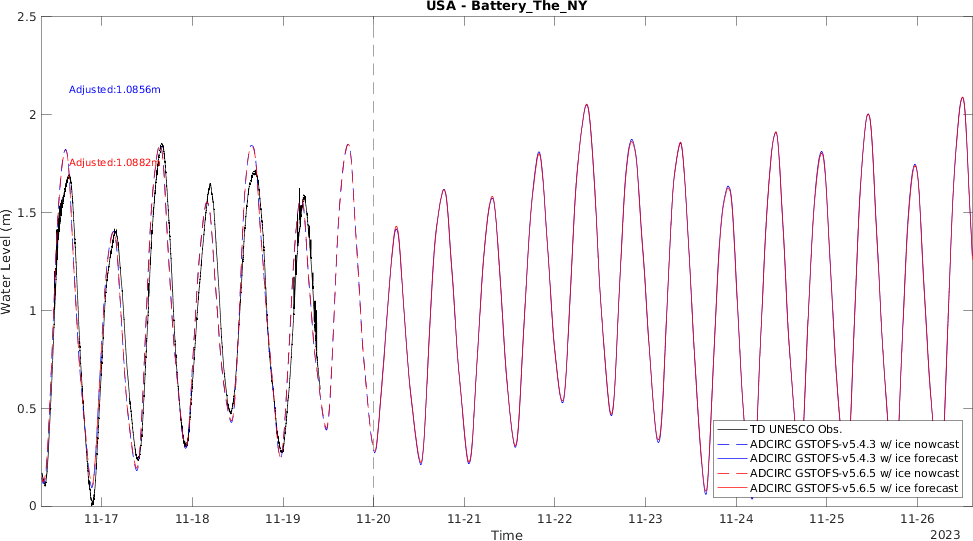 USA - Battery_The_NY
2.5
2
1.5
1
0.5
0
Water Level (m)
Adjusted:1.0856m
Adjusted:1.0882m
TD UNESCO Obs.
ADCIRC GSTOFS-v5.4.3 w/ ice nowcast
ADCIRC GSTOFS-v5.4.3 w/ ice forecast
ADCIRC GSTOFS-v5.6.5 w/ ice nowcast
ADCIRC GSTOFS-v5.6.5 w/ ice forecast
11-17 11-18 11-19 11-20 11-21 11-22 11-23 11-24 11-25 11-26
Time
2023